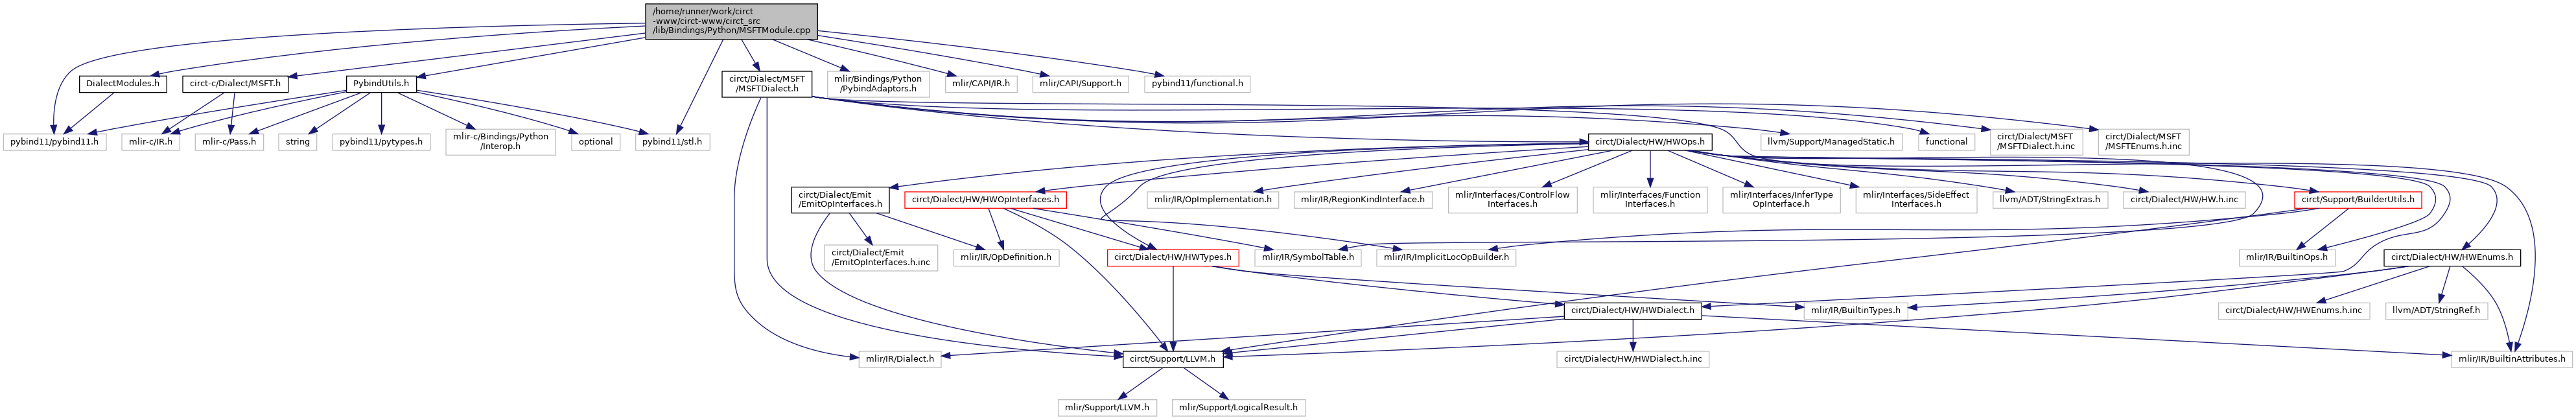 /home/runner/work/circt
-www/circt-www/circt_src
/lib/Bindings/Python/MSFTModule.cpp
DialectModules.h
circt-c/Dialect/MSFT.h
PybindUtils.h
circt/Dialect/MSFT
/MSFTDialect.h
mlir/Bindings/Python
/PybindAdaptors.h
mlir/CAPI/IR.h
mlir/CAPI/Support.h
pybind11/functional.h
pybind11/pybind11.h
mlir-c/IR.h
mlir-c/Pass.h
string
pybind11/pytypes.h
mlir-c/Bindings/Python
/Interop.h
optional
pybind11/stl.h
circt/Dialect/HW/HWOps.h
llvm/Support/ManagedStatic.h
functional
circt/Dialect/MSFT
/MSFTDialect.h.inc
circt/Dialect/MSFT
/MSFTEnums.h.inc
circt/Dialect/Emit
/EmitOpInterfaces.h
circt/Dialect/HW/HWOpInterfaces.h
mlir/IR/OpImplementation.h
mlir/IR/RegionKindInterface.h
mlir/Interfaces/ControlFlow
Interfaces.h
mlir/Interfaces/Function
Interfaces.h
mlir/Interfaces/InferType
OpInterface.h
mlir/Interfaces/SideEffect
Interfaces.h
llvm/ADT/StringExtras.h
circt/Dialect/HW/HW.h.inc
circt/Support/BuilderUtils.h
circt/Dialect/Emit
/EmitOpInterfaces.h.inc
mlir/IR/OpDefinition.h
circt/Dialect/HW/HWTypes.h
mlir/IR/SymbolTable.h
mlir/IR/ImplicitLocOpBuilder.h
mlir/IR/BuiltinOps.h
circt/Dialect/HW/HWEnums.h
circt/Dialect/HW/HWDialect.h
mlir/IR/BuiltinTypes.h
circt/Dialect/HW/HWEnums.h.inc
llvm/ADT/StringRef.h
mlir/IR/Dialect.h
circt/Support/LLVM.h
circt/Dialect/HW/HWDialect.h.inc
mlir/IR/BuiltinAttributes.h
mlir/Support/LLVM.h
mlir/Support/LogicalResult.h